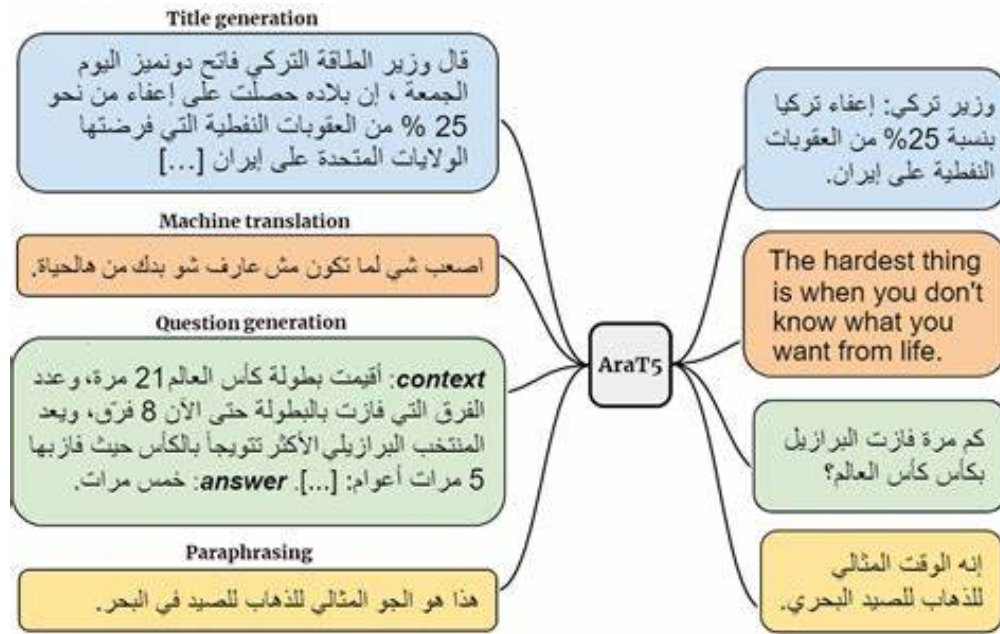 Title generation
قال وزير الطاقة التركي فاتح دونميز اليوم
الجمعة ، إن بلاده حصلت على إعفاء من نحو
25 % من العقوبات النفطية التي فرضتها
الولايات المتحدة على إيران [...]
Machine translation
اصعب شي لما تكون مش عارف شو بدك من هالحياة.
Question generation
context: أقيمت بطولة كأس العالم21 مرة، وعدد
الفرق التي فازت بالبطولة حتى الآن 8 فرق، ويعد
المنتخب البرازيلي الأكثر تتويجاً بالكأس حيث فازبها
5 مرات أعوام: [...]. answer: خمس مرات.
Paraphrasing
هذا هو الجو المثالي للذهاب للصيد في البحر.
AraT5
وزير تركي: إعفاء تركيا
بنسبة 25% من العقوبات
النفطية على إيران.
The hardest thing
is when you don't
know what you
want from life.
كم مرة فازت البرازيل
بكأس كأس العالم؟
إنه الوقت المثالي
للذهاب للصيد البحري.